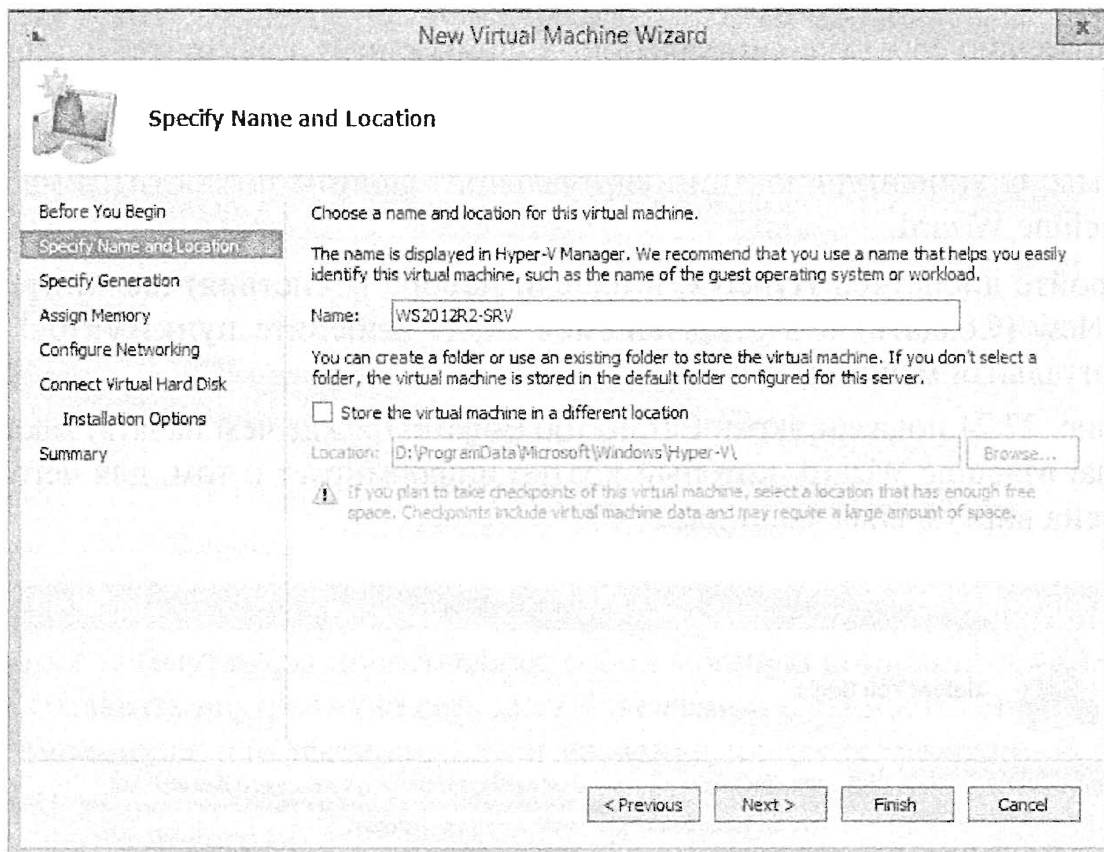 New Virtual Machine Wizard
X
Specify Name and Location
Before You Begin
Specify Name and Location
Specify Generation
Assign Memory
Configure Networking
Connect Virtual Hard Disk
Installation Options
Summary
Choose a name and location for this virtual machine.
The name is displayed in Hyper-V Manager. We recommend that you use a name that helps you easily
identify this virtual machine, such as the name of the guest operating system or workload.
Name: WS2012R2-SRV
You can create a folder or use an existing folder to store the virtual machine. If you don't select a
folder, the virtual machine is stored in the default folder configured for this server.
Store the virtual machine in a different location
Location: D:\ProgramData\Microsoft\Windows\Hyper-V\ Browse...
If you plan to take checkpoints of this virtual machine, select a location that has enough free
space. Checkpoints include virtual machine data and may require a large amount of space.
< Previous Next > Finish Cancel